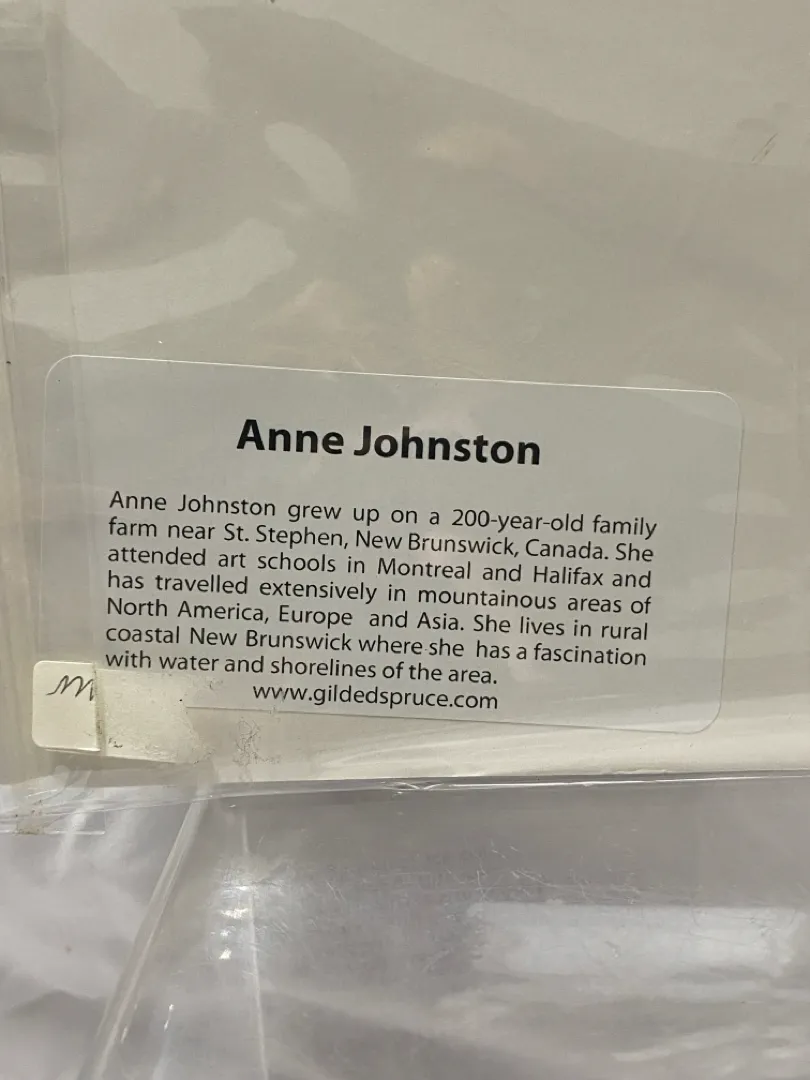 Anne Johnston
Anne Johnston grew up on a 200-year-old family
farm near St. Stephen, New Brunswick, Canada. She
attended art schools in Montreal and Halifax and
has travelled extensively in mountainous areas of
North America, Europe and Asia. She lives in rural
coastal New Brunswick where she has a fascination
with water and shorelines of the area.
www.gildedspruce.com